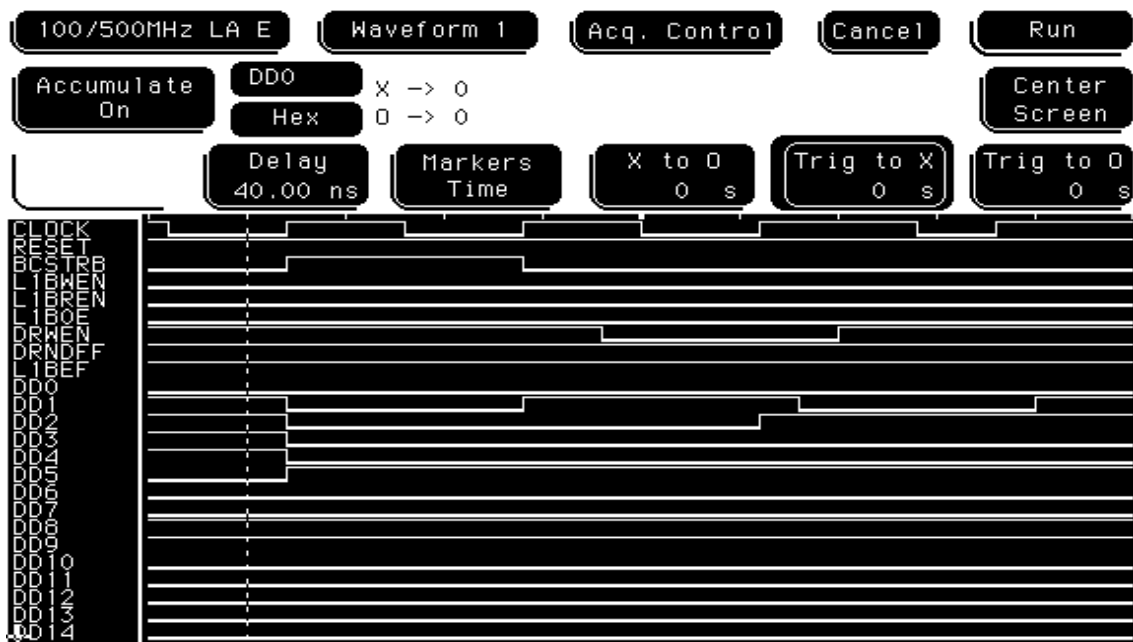 100/500MHz LA E
Waveform 1
Acq. Control
Cancel
Run
Accumulate
On
DD0
Hex
X -> 0
O -> 0
Center
Screen
Delay
40.00 ns
Markers
Time
X to O
0 s
Trig to X
0 s
Trig to O
0 s
CLOCK
RESET
BCSTRB
L1BWEN
L1BREN
L1BOE
DRWEN
DRNDFF
L1BEF
DD0
DD1
DD2
DD3
DD4
DD5
DD6
DD7
DD8
DD9
DD10
DD11
DD12
DD13
DD14